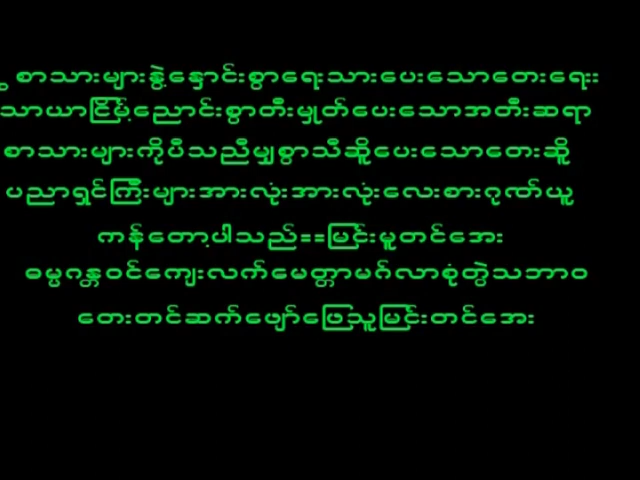 စာသားများနွဲ့နှောင်းစွာရေးသားပေးသောတေးရေး
သာယာငြိမ့်ညောင်းစွာတီးမှုတ်ပေးသောအတီးဆရာ
စာသားများကိုပီသညီမျှစွာသီဆိုပေးသောတေးဆို
ပညာရှင်ကြီးများအားလုံးအားလုံးလေးစားဂုဏ်ယူ
ကန်တော့ပါသည်==မြင်းမူတင်အေး
ဓမ္မဂန္တဝင်ကျေးလက်မေတ္တာမဂ်လာစုံတွဲသဘာဝ
တေးတင်ဆက်ဖျော်ဖြေသူမြင်းတင်အေး